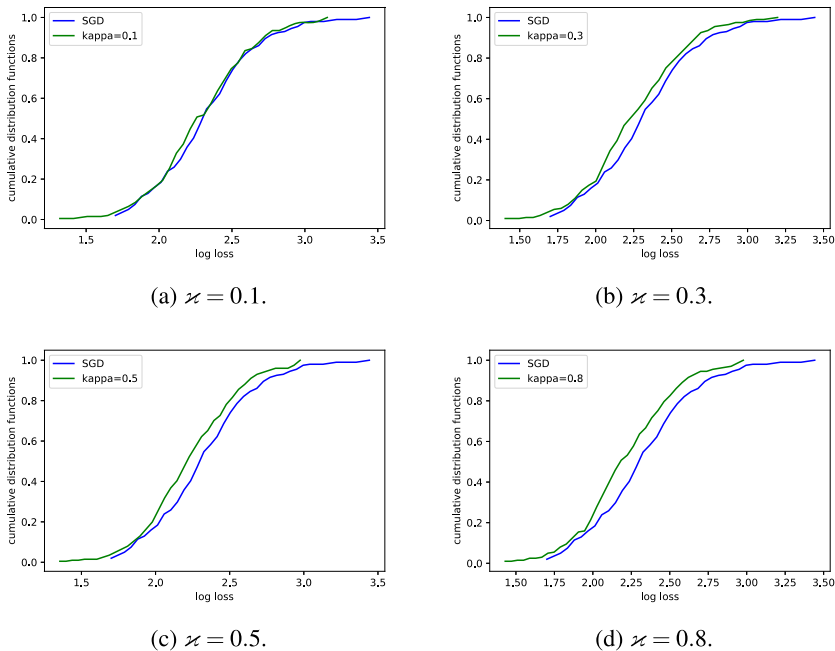 SGD
kappa=0.1
cumulative distribution functions
1.0
0.8
0.6
0.4
0.2
0.0
1.5 2.0 2.5 3.0 3.5
log loss
(a) ϰ = 0.1.
SGD
kappa=0.3
cumulative distribution functions
1.0
0.8
0.6
0.4
0.2
0.0
1.50 1.75 2.00 2.25 2.50 2.75 3.00 3.25 3.50
log loss
(b) ϰ = 0.3.
SGD
kappa=0.5
cumulative distribution functions
1.0
0.8
0.6
0.4
0.2
0.0
1.5 2.0 2.5 3.0 3.5
log loss
(c) ϰ = 0.5.
SGD
kappa=0.8
cumulative distribution functions
1.0
0.8
0.6
0.4
0.2
0.0
1.50 1.75 2.00 2.25 2.50 2.75 3.00 3.25 3.50
log loss
(d) ϰ = 0.8.